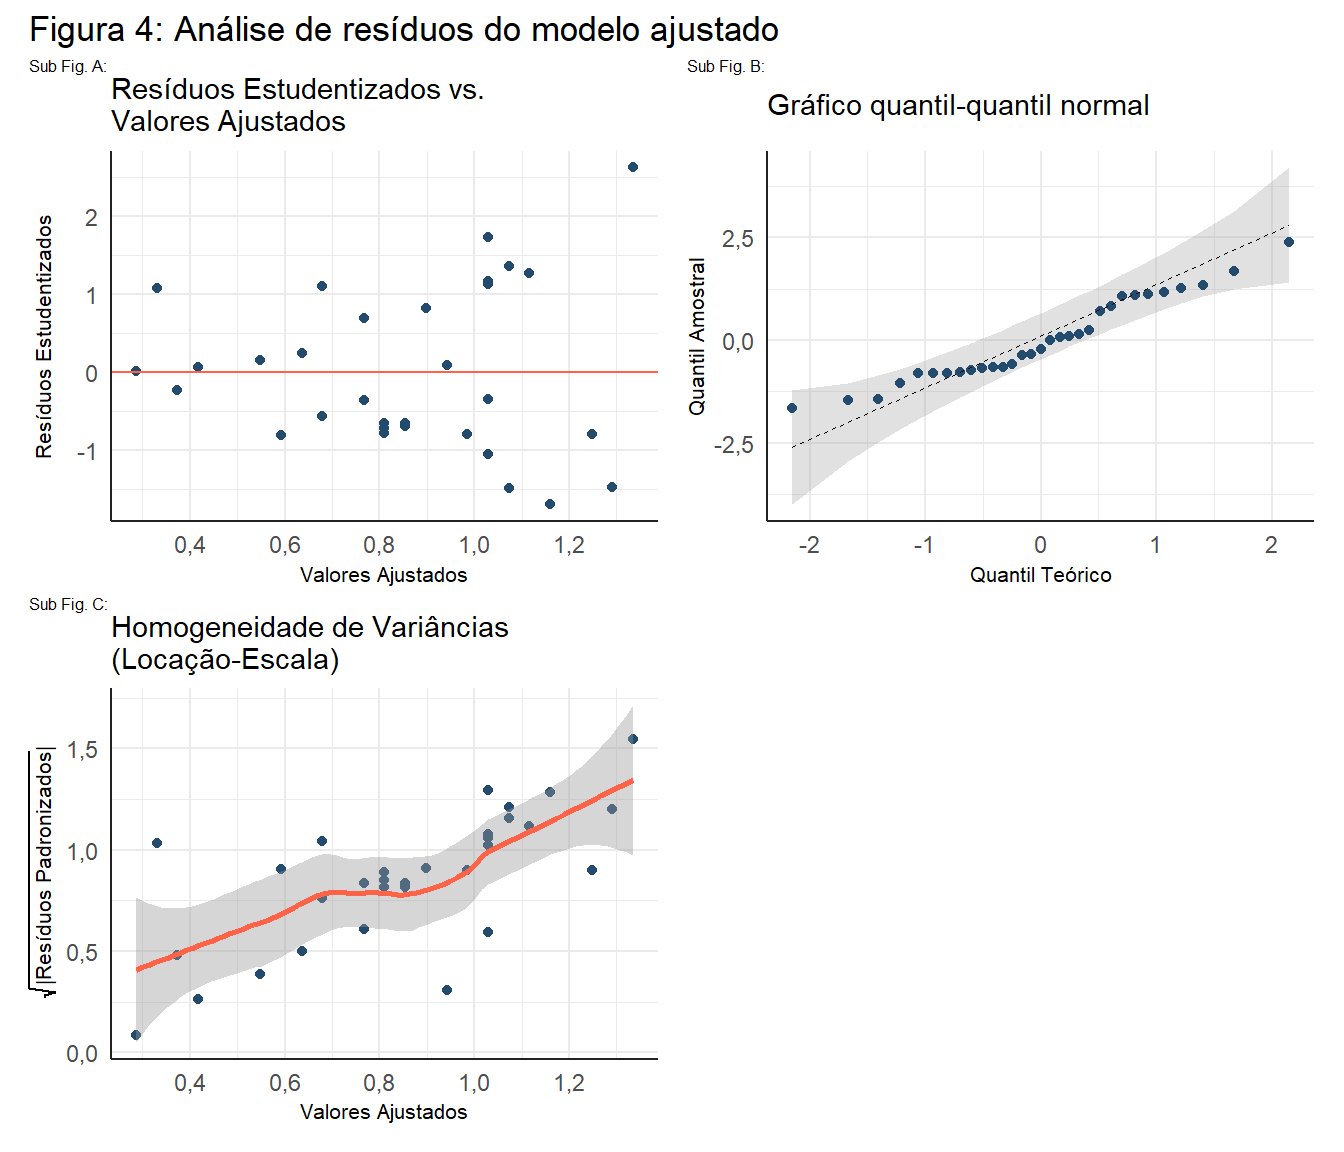 Figura 4: Análise de resíduos do modelo ajustado
Sub Fig. A:
Resíduos Estudentizados vs.
Valores Ajustados
Resíduos Estudentizados
2
1
0
-1
0,4 0,6 0,8 1,0 1,2
Valores Ajustados
Sub Fig. B:
Gráfico quantil-quantil normal
Quantil Amostral
2,5
0,0
-2,5
-2 -1 0 1 2
Quantil Teórico
Sub Fig. C:
Homogeneidade de Variâncias
(Locação-Escala)
√|Resíduos Padronizados|
1,5
1,0
0,5
0,0
0,4 0,6 0,8 1,0 1,2
Valores Ajustados